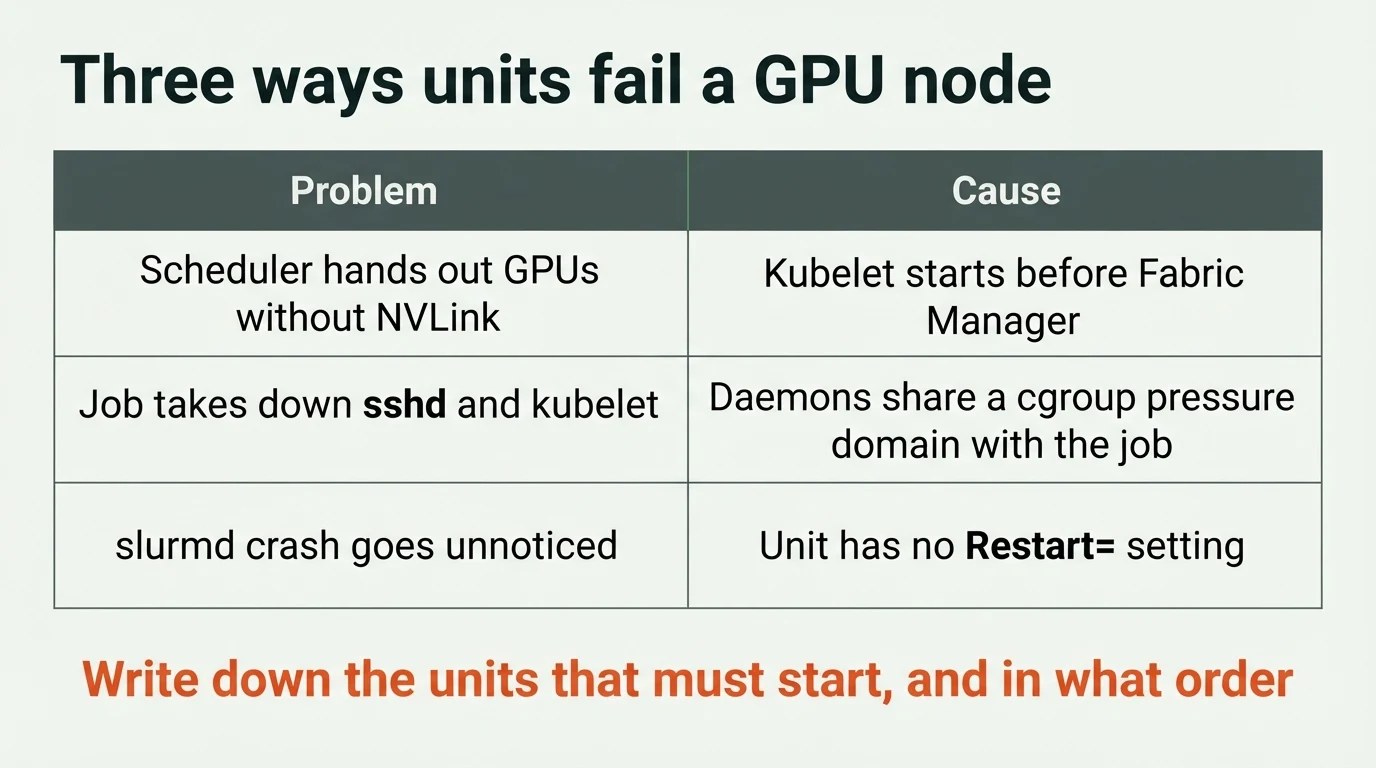 Three ways units fail a GPU node
Problem
Cause
Scheduler hands out GPUs
without NVLink
Kubelet starts before Fabric
Manager
Job takes down sshd and kubelet
Daemons share a cgroup pressure
domain with the job
slurmd crash goes unnoticed
Unit has no Restart= setting
Write down the units that must start, and in what order